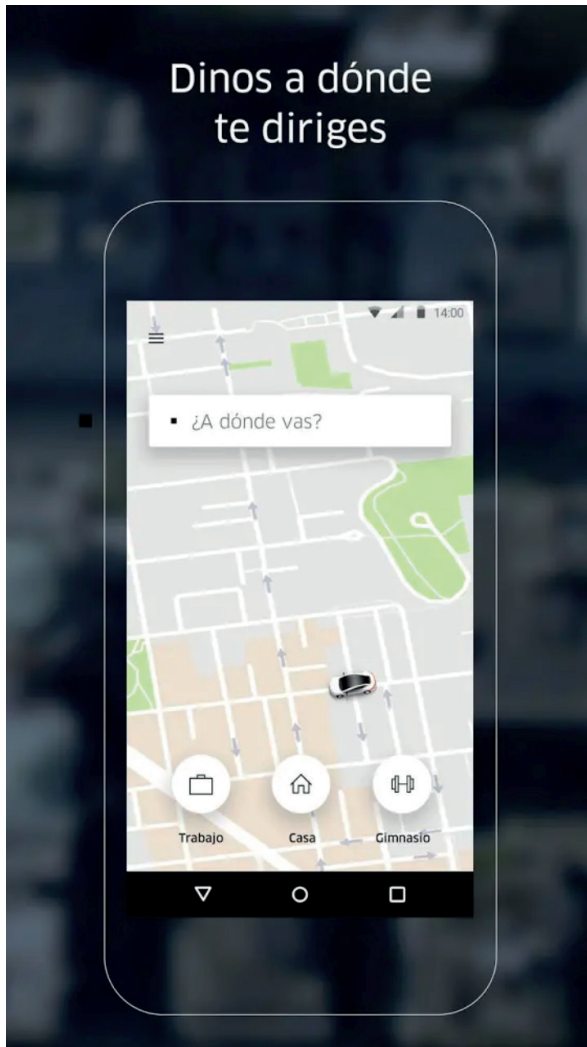 Dinos a dónde
te diriges
14:00
¿A dónde vas?
Trabajo Casa Gimnasio